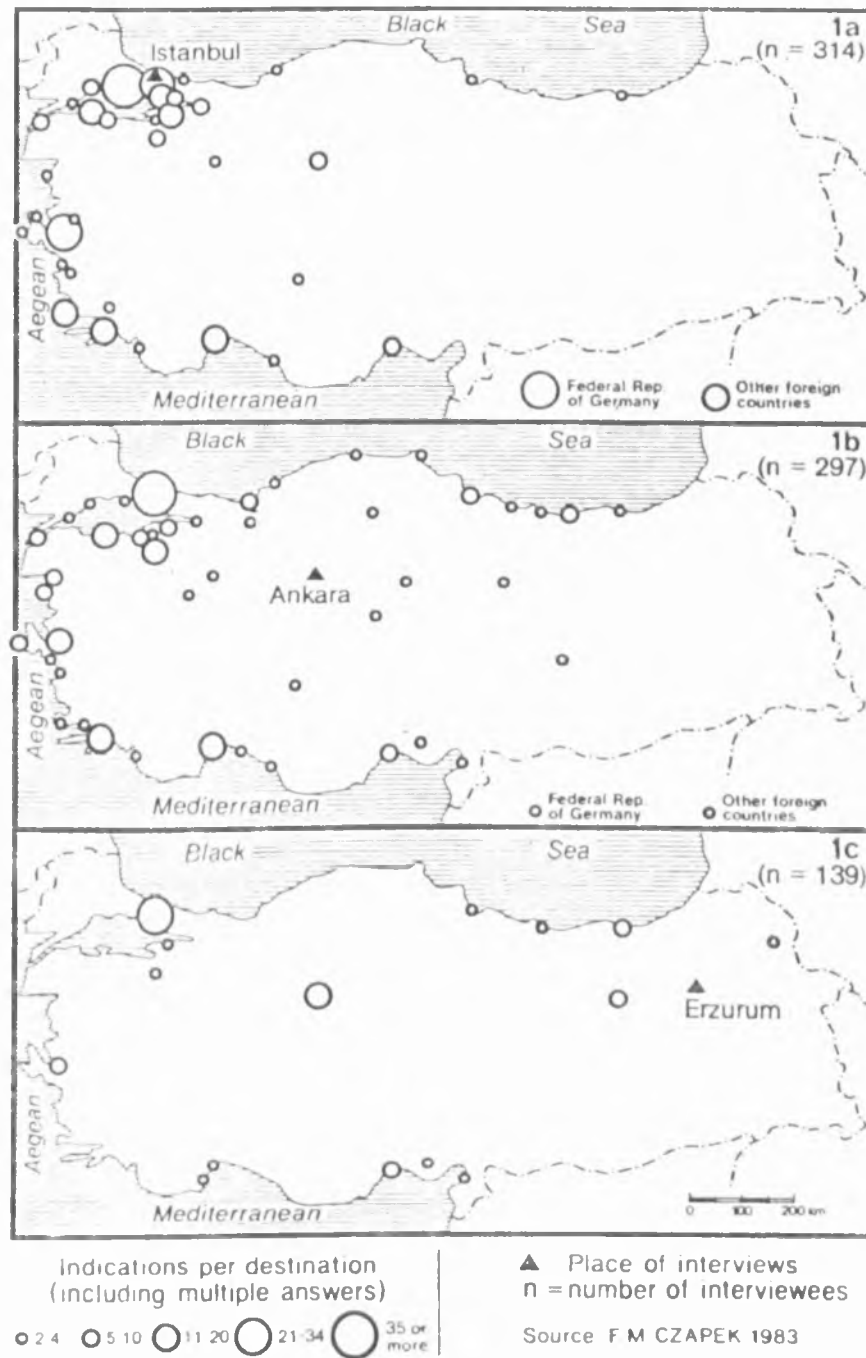 Black Sea 1a
Istanbul (n = 314)
Aegean
Mediterranean
Federal Rep.
of Germany
Other foreign
countries
Black Sea 1b
(n = 297)
Ankara
Aegean
Mediterranean
Federal Rep.
of Germany
Other foreign
countries
Black Sea 1c
(n = 139)
Erzurum
Aegean
Mediterranean
0 100 200 km
Indications per destination
(including multiple answers)
2-4 5-10 11-20 21-34 35 or
more
▲ Place of interviews
n = number of interviewees
Source F.M. CZAPEK 1983